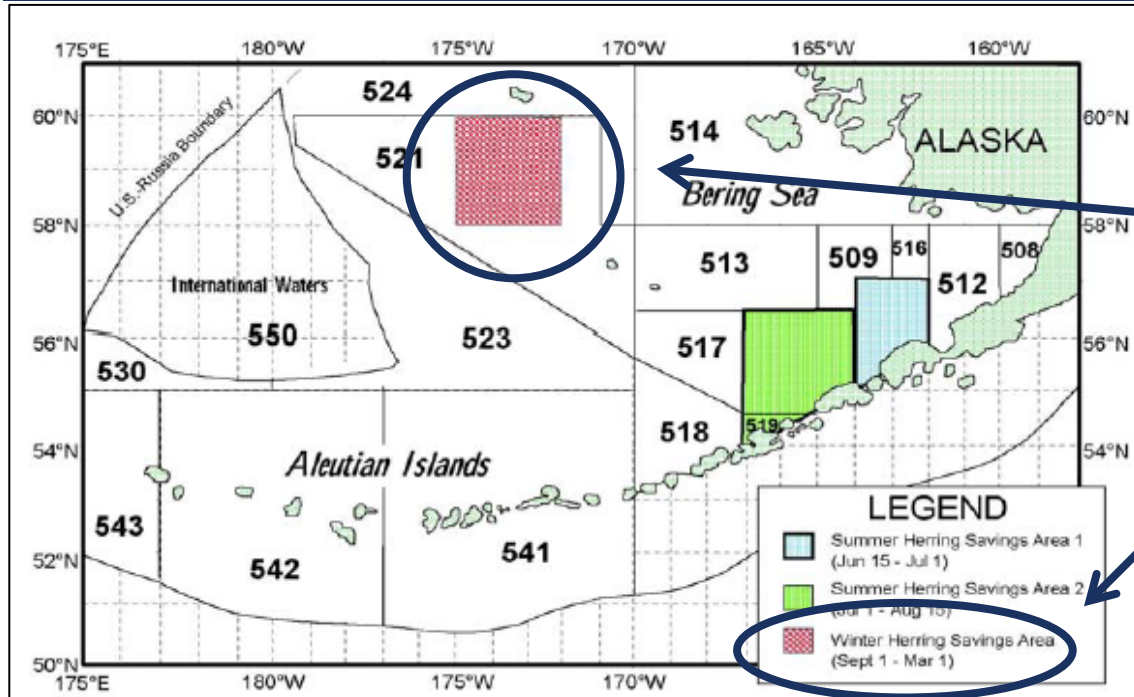 175°E 180°W 175°W 170°W 165°W 160°W
60°N 524 514 ALASKA 60°N
U.S.-Russia Boundary 521 Bering Sea
58°N 58°N
513 509 516 512 508
International Waters
550 523 517
56°N 56°N
530
518 519
54°N Aleutian Islands 54°N
543 542 541
52°N
50°N
175°E 180°W 175°W 170°W
LEGEND
Summer Herring Savings Area 1
(Jun 15 - Jul 1)
Summer Herring Savings Area 2
(Jul 1 - Aug 15)
Winter Herring Savings Area
(Sept 1 - Mar 1)
165°W 160°W